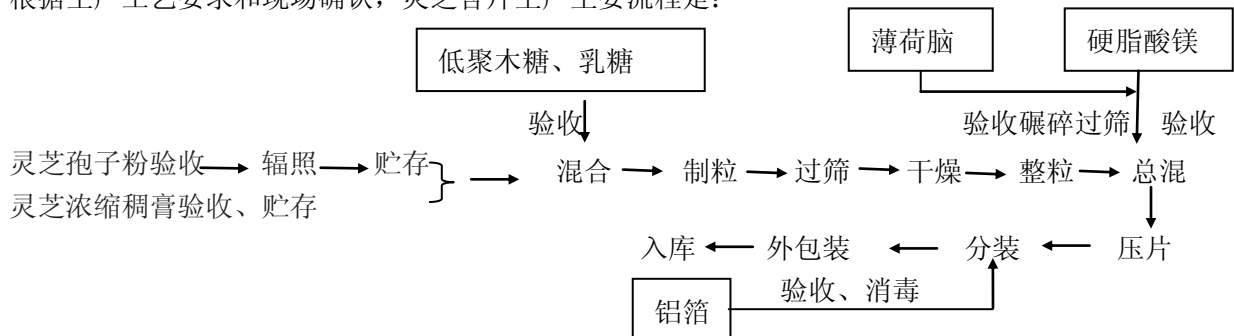 根据生产工艺要求和现场确认，灵芝含片生产主要流程是：
薄荷脑
硬脂酸镁
低聚木糖、乳糖
验收
验收碾碎过筛
验收
灵芝孢子粉验收 辐照 贮存
混合 制粒 过筛 干燥 整粒 总混
灵芝浓缩稠膏验收、贮存
入库 外包装 分装 压片
验收、消毒
铝箔